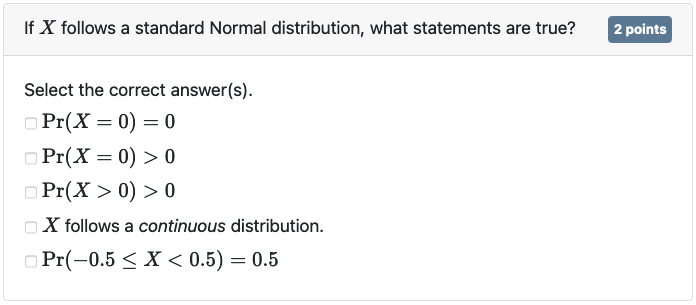 If X follows a standard Normal distribution, what statements are true?
2 points
Select the correct answer(s).
Pr(X = 0) = 0
Pr(X = 0) > 0
Pr(X > 0) > 0
X follows a continuous distribution.
Pr(−0.5 ≤ X < 0.5) = 0.5